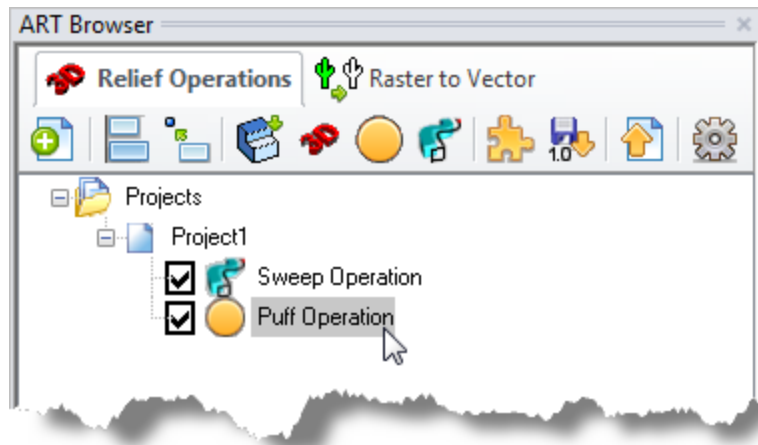 ART Browser
Relief Operations
Raster to Vector
1.0
Projects
Project1
Sweep Operation
Puff Operation